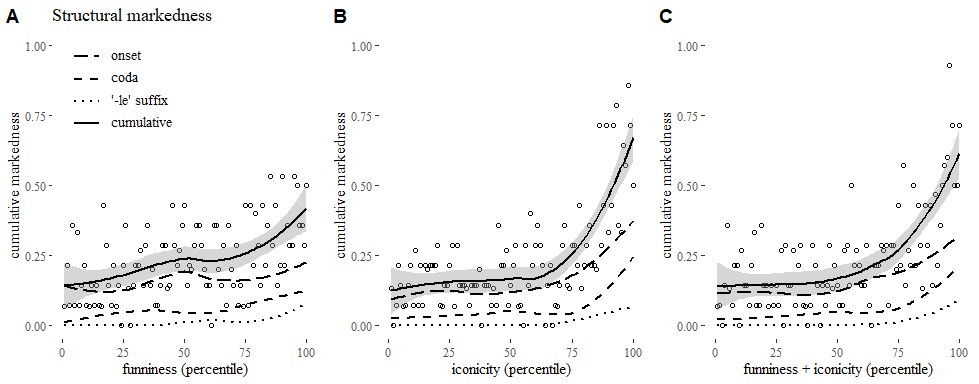 A Structural markedness
cumulative markedness
1.00
0.75
0.50
0.25
0.00
onset
coda
'-le' suffix
cumulative
0 25 50 75 100
funniness (percentile)
B
cumulative markedness
1.00
0.75
0.50
0.25
0.00
0 25 50 75 100
iconicity (percentile)
C
cumulative markedness
1.00
0.75
0.50
0.25
0.00
0 25 50 75 100
funniness + iconicity (percentile)